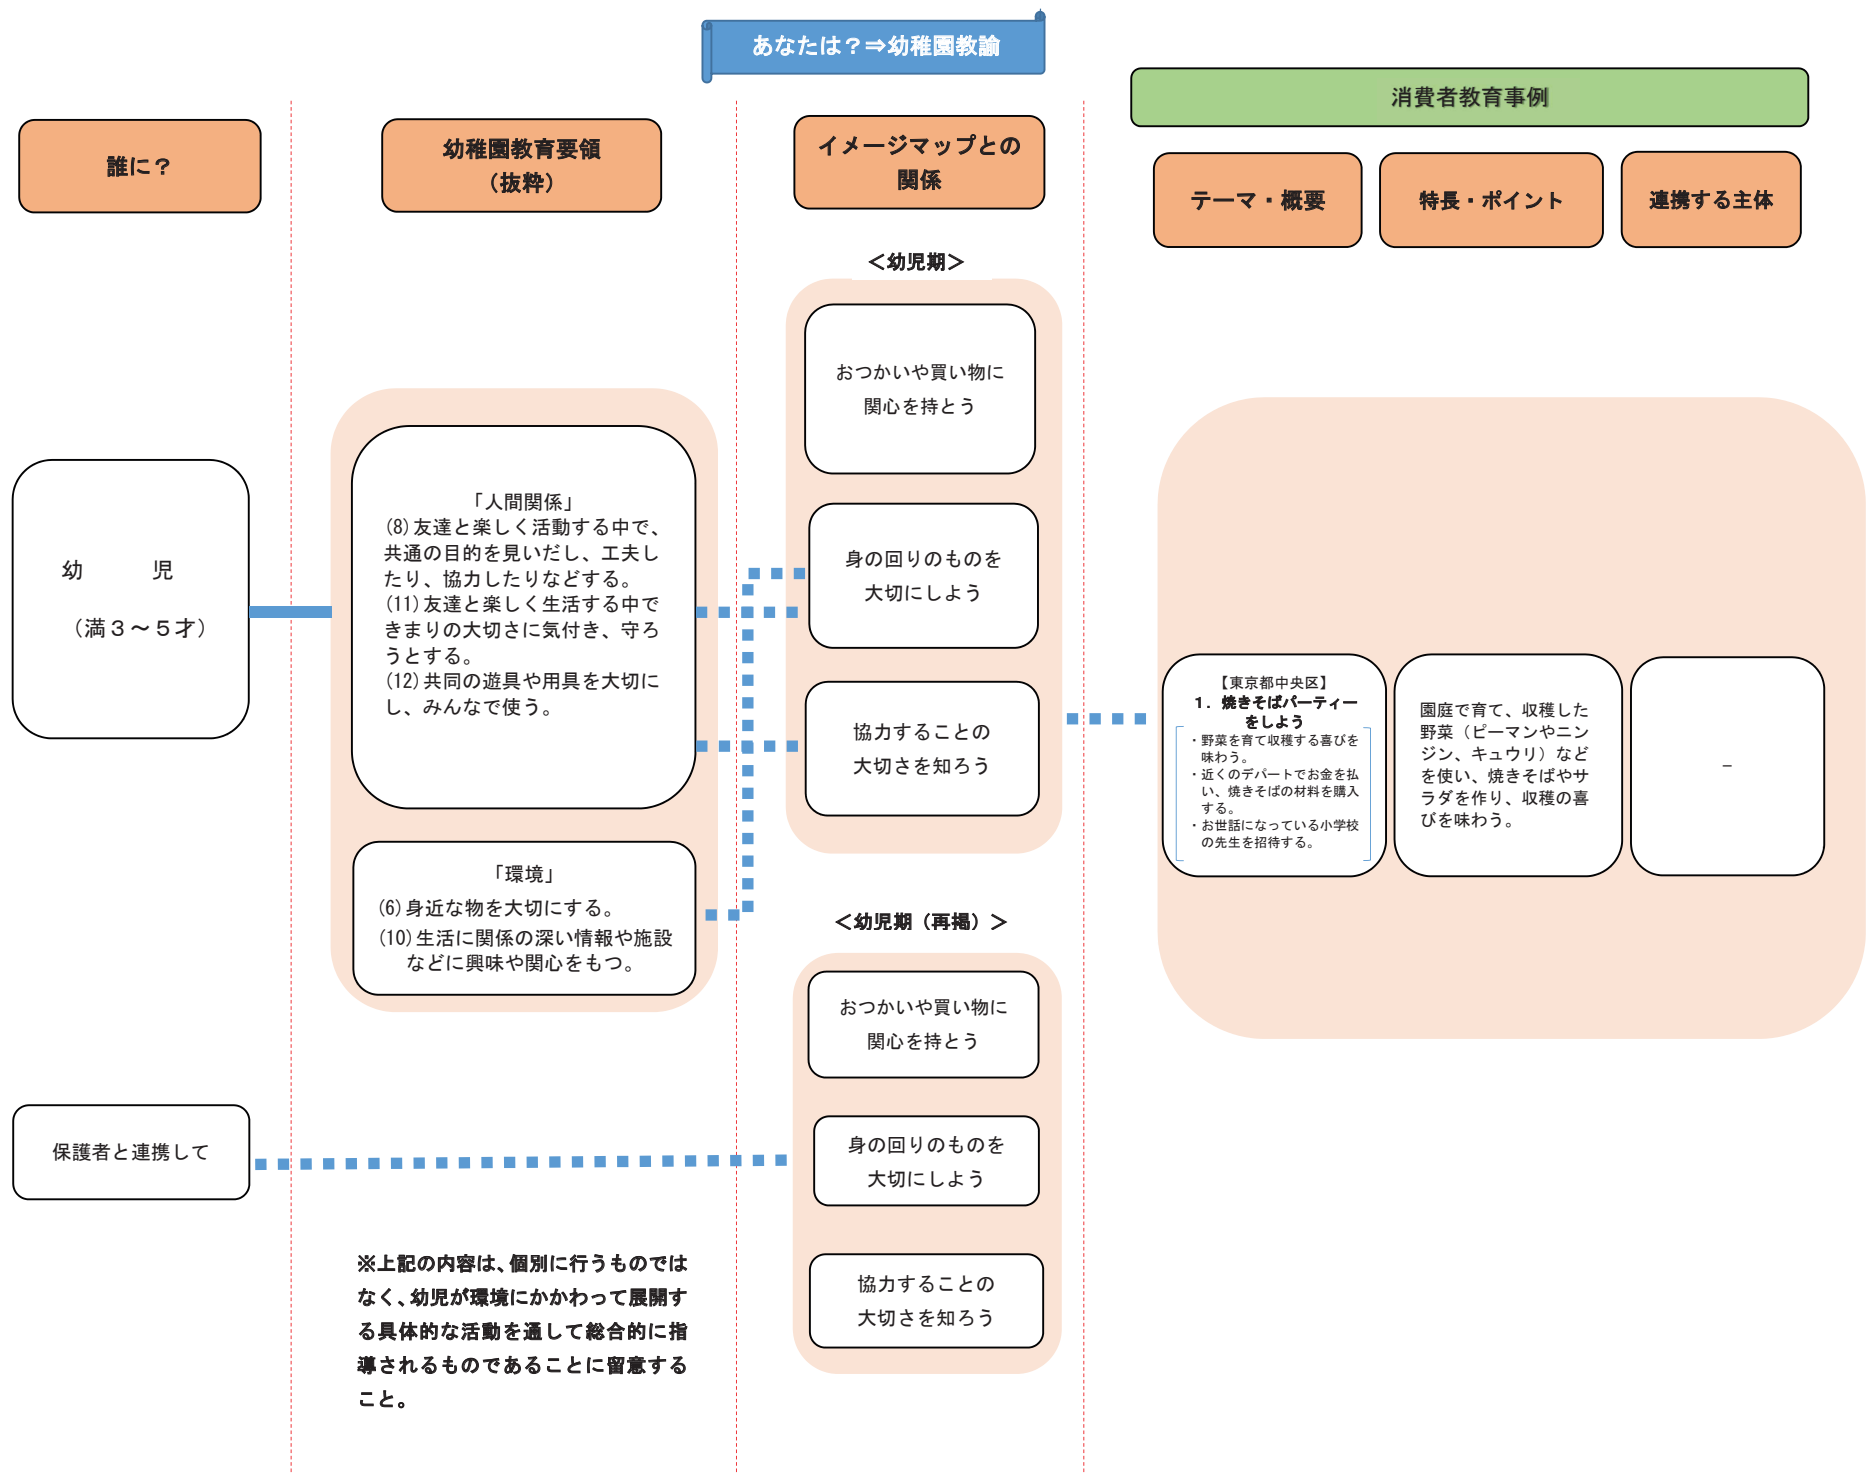 あなたは？⇒幼稚園教諭
消費者教育事例
誰に？
幼稚園教育要領
（抜粋）
イメージマップとの
関係
テーマ・概要
特長・ポイント
連携する主体
＜幼児期＞
おつかいや買い物に
関心を持とう
身の回りのものを
大切にしよう
協力することの
大切さを知ろう
幼　児
（満３～５才）
「人間関係」
(8)友達と楽しく活動する中で、
共通の目的を見いだし、工夫し
たり、協力したりなどする。
(11)友達と楽しく生活する中で
きまりの大切さに気付き、守ろ
うとする。
(12)共同の遊具や用具を大切に
し、みんなで使う。
「環境」
(6)身近な物を大切にする。
(10)生活に関係の深い情報や施設
などに興味や関心をもつ。
【東京都中央区】
１．焼きそばパーティー
をしよう
・野菜を育て収穫する喜びを
味わう。
・近くのデパートでお金を払
い、焼きそばの材料を購入
する。
・お世話になっている小学校
の先生を招待する。
園庭で育て、収穫した
野菜（ピーマンやニン
ジン、キュウリ）など
を使い、焼きそばやサ
ラダを作り、収穫の喜
びを味わう。
－
＜幼児期（再掲）＞
おつかいや買い物に
関心を持とう
身の回りのものを
大切にしよう
協力することの
大切さを知ろう
保護者と連携して
※上記の内容は、個別に行うものでは
なく、幼児が環境にかかわって展開す
る具体的な活動を通して総合的に指
導されるものであることに留意する
こと。